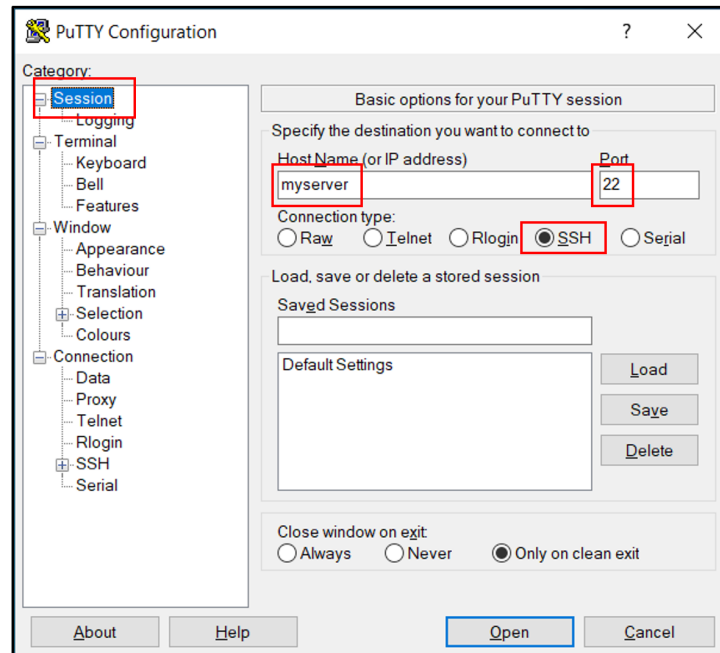 PuTTY Configuration
?
Category:
Session
Logging
Terminal
Keyboard
Bell
Features
Window
Appearance
Behaviour
Translation
Selection
Colours
Connection
Data
Proxy
Telnet
Rlogin
SSH
Serial
Basic options for your PuTTY session
Specify the destination you want to connect to
Host Name (or IP address) Port
myserver 22
Connection type:
Raw Telnet Rlogin SSH Serial
Load, save or delete a stored session
Saved Sessions
Default Settings
Load
Save
Delete
Close window on exit:
Always Never Only on clean exit
About Help Open Cancel